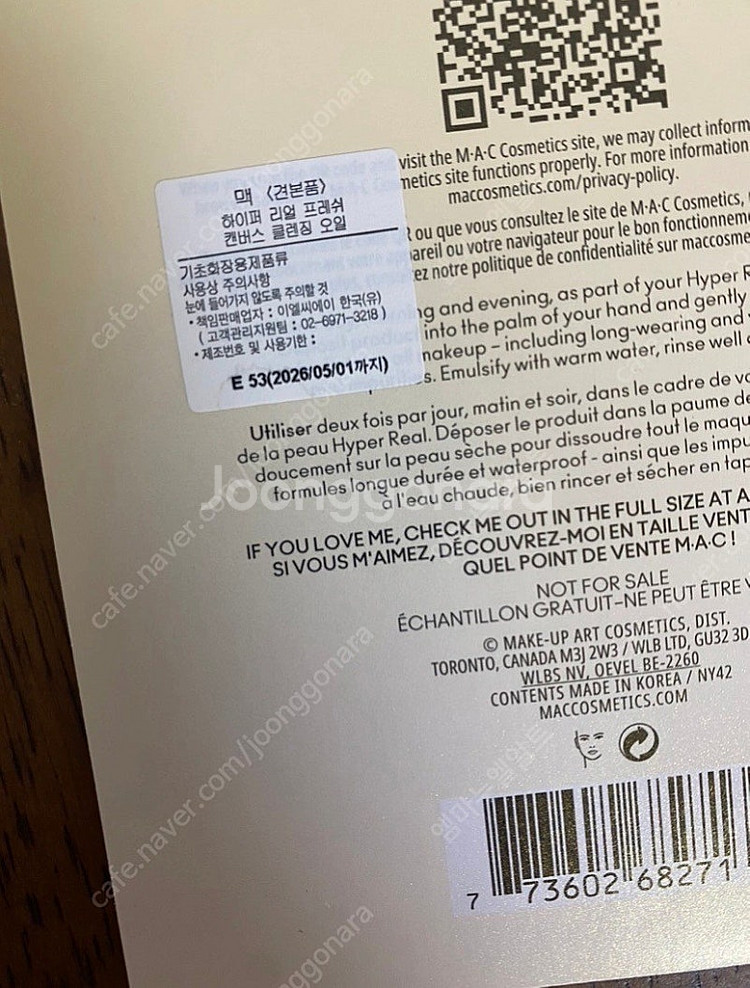 visit the M·A·C Cosmetics site, we may collect inform
metics site functions properly. For more information
maccosmetics.com/privacy-policy.
맥 〈견본품〉
하이퍼 리얼 프레쉬
캔버스 클렌징 오일
기초화장용제품류
사용상 주의사항
눈에 들어가지 않도록 주의할 것
• 책임판매업자 : 이엘씨에이 한국(유)
( 고객관리지원팀 : 02-6971-3218 )
• 제조번호 및 사용기한 :
E 53(2026/05/01까지)
R ou que vous consultez le site de M·A·C Cosmetics,
areil ou votre navigateur pour le bon fonctionnem
ez notre politique de confidentialité sur maccosme
ng and evening, as part of your Hyper R
into the palm of your hand and gently
makeup – including long-wearing and
s. Emulsify with warm water, rinse well
Utiliser deux fois par jour, matin et soir, dans le cadre de vo
de la peau Hyper Real. Déposer le produit dans la paume de
doucement sur la peau sèche pour dissoudre tout le maqu
formules longue durée et waterproof - ainsi que les impu
à l'eau chaude, bien rincer et sécher en tap
IF YOU LOVE ME, CHECK ME OUT IN THE FULL SIZE AT A
SI VOUS M'AIMEZ, DÉCOUVREZ-MOI EN TAILLE VENT
QUEL POINT DE VENTE M·A·C !
NOT FOR SALE
ÉCHANTILLON GRATUIT–NE PEUT ÊTRE V
© MAKE-UP ART COSMETICS, DIST.
TORONTO, CANADA M3J 2W3 / WLB LTD, GU32 3D
WLBS NV, OEVEL BE-2260
CONTENTS MADE IN KOREA / NY42
MACCOSMETICS.COM
7 73602 68271
Joonggonara
cafe.naver.com/joonggonara